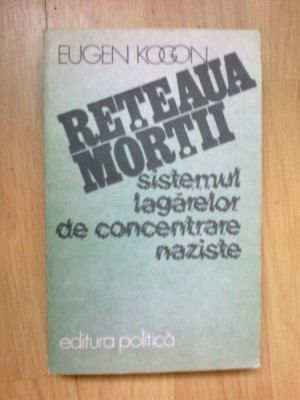 EUGEN KOGON
REȚEAUA
MORȚII
sistemul
lagărelor
de concentrare
naziste
editura politică